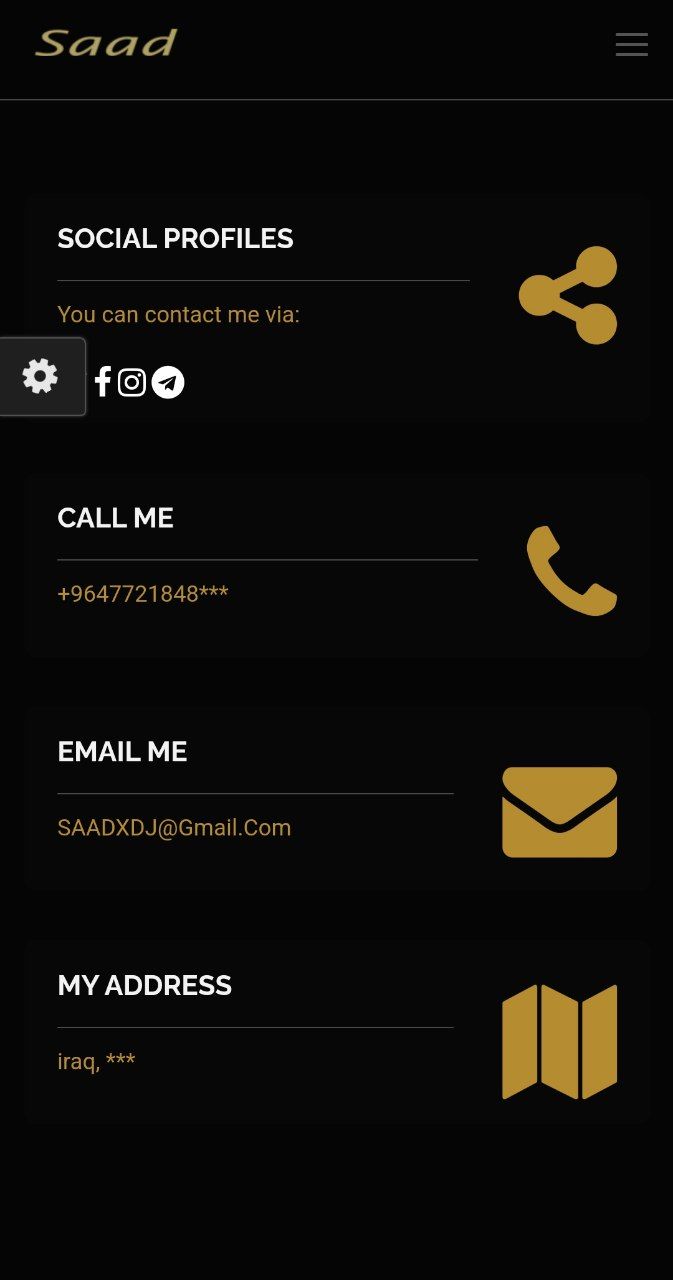 Saad
SOCIAL PROFILES
You can contact me via:
CALL ME
+9647721848***
EMAIL ME
SAADXDJ@Gmail.Com
MY ADDRESS
iraq, ***